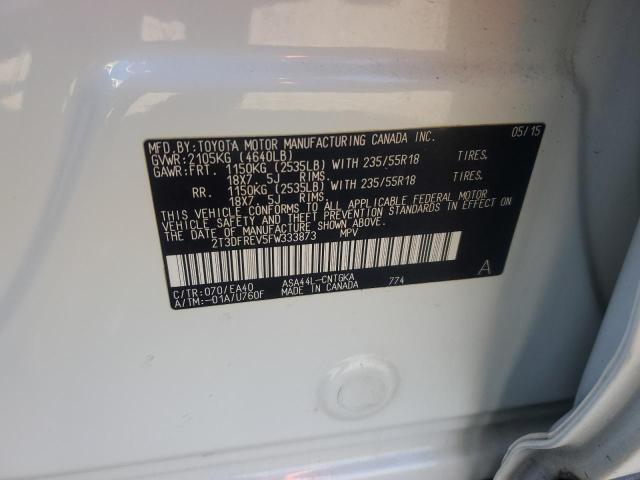 MFD.BY: TOYOTA MOTOR MANUFACTURING CANADA INC. 05/15
GVWR: 2105KG (4640LB)
GAWR: FRT. 1150KG (2535LB) WITH 235/55R18 TIRES,
18X7. 5J RIMS.
RR. 1150KG (2535LB) WITH 235/55R18 TIRES,
18X7. 5J RIMS.
THIS VEHICLE CONFORMS TO ALL APPLICABLE FEDERAL MOTOR
VEHICLE SAFETY AND THEFT PREVENTION STANDARDS IN EFFECT
ON THE DATE OF MANUFACTURE SHOWN ABOVE.
2T3DFREV5FW333873 MPV
A
C/TR:070/EA40 ASA44L-CNTGKA 774
A/TM:-01A/U760F MADE IN CANADA